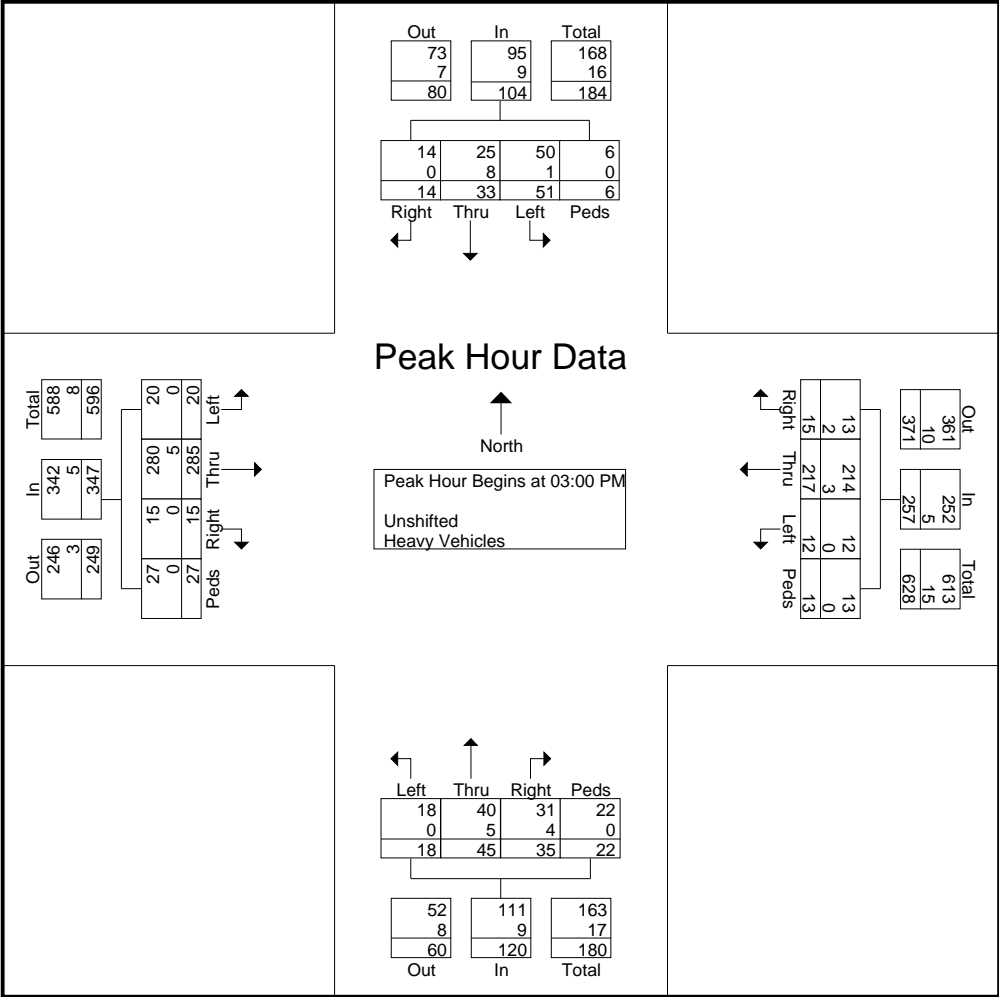 Out In Total
73 95 168
7 9 16
80 104 184
14 25 50 6
0 8 1 0
14 33 51 6
Right Thru Left Peds
Peak Hour Data
North
Peak Hour Begins at 03:00 PM
Unshifted
Heavy Vehicles
Total In Out
588 342 246
8 5 3
596 347 249
20 280 15 27
0 5 0 0
20 285 15 27
Left Thru Right Peds
Out In Total
361 252 613
10 5 15
371 257 628
13 214 12 13
2 3 0 0
15 217 12 13
Right Thru Left Peds
Left Thru Right Peds
18 40 31 22
0 5 4 0
18 45 35 22
52 111 163
8 9 17
60 120 180
Out In Total